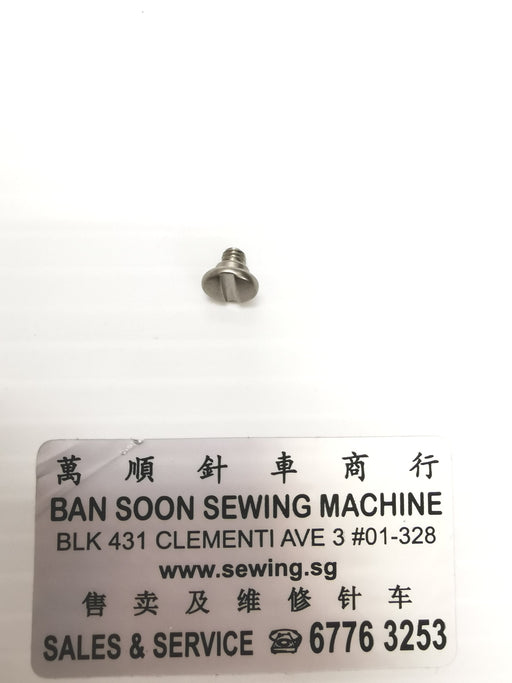 萬順針車商行
BAN SOON SEWING MACHINE
BLK 431 CLEMENTI AVE 3 #01-328
www.sewing.sg
售卖及维修针车
SALES & SERVICE ☎ 6776 3253